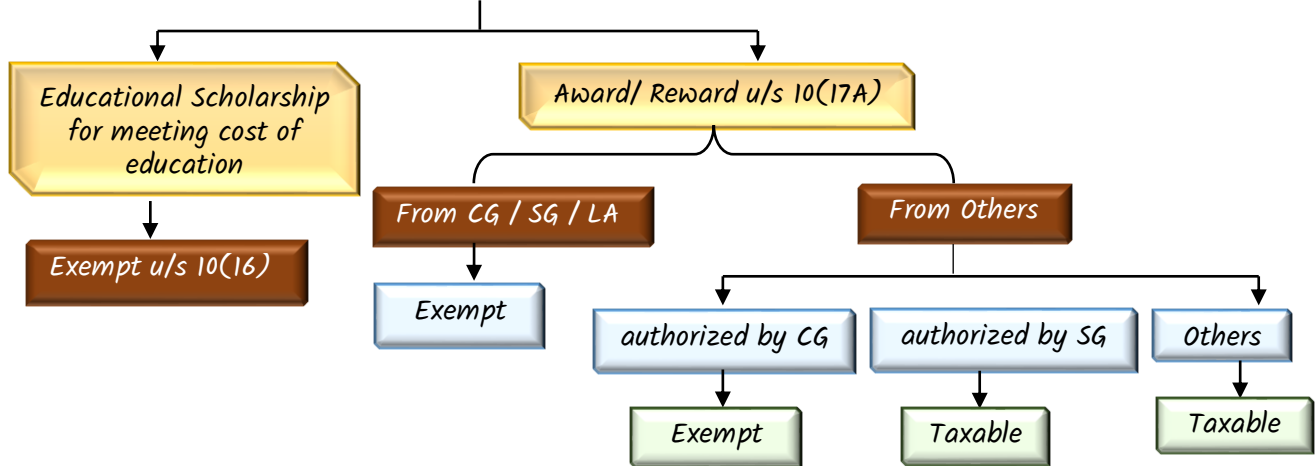 Educational Scholarship
for meeting cost of
education
Award/ Reward u/s 10(17A)
Exempt u/s 10(16)
From CG / SG / LA
From Others
Exempt
authorized by CG
authorized by SG
Others
Exempt
Taxable
Taxable